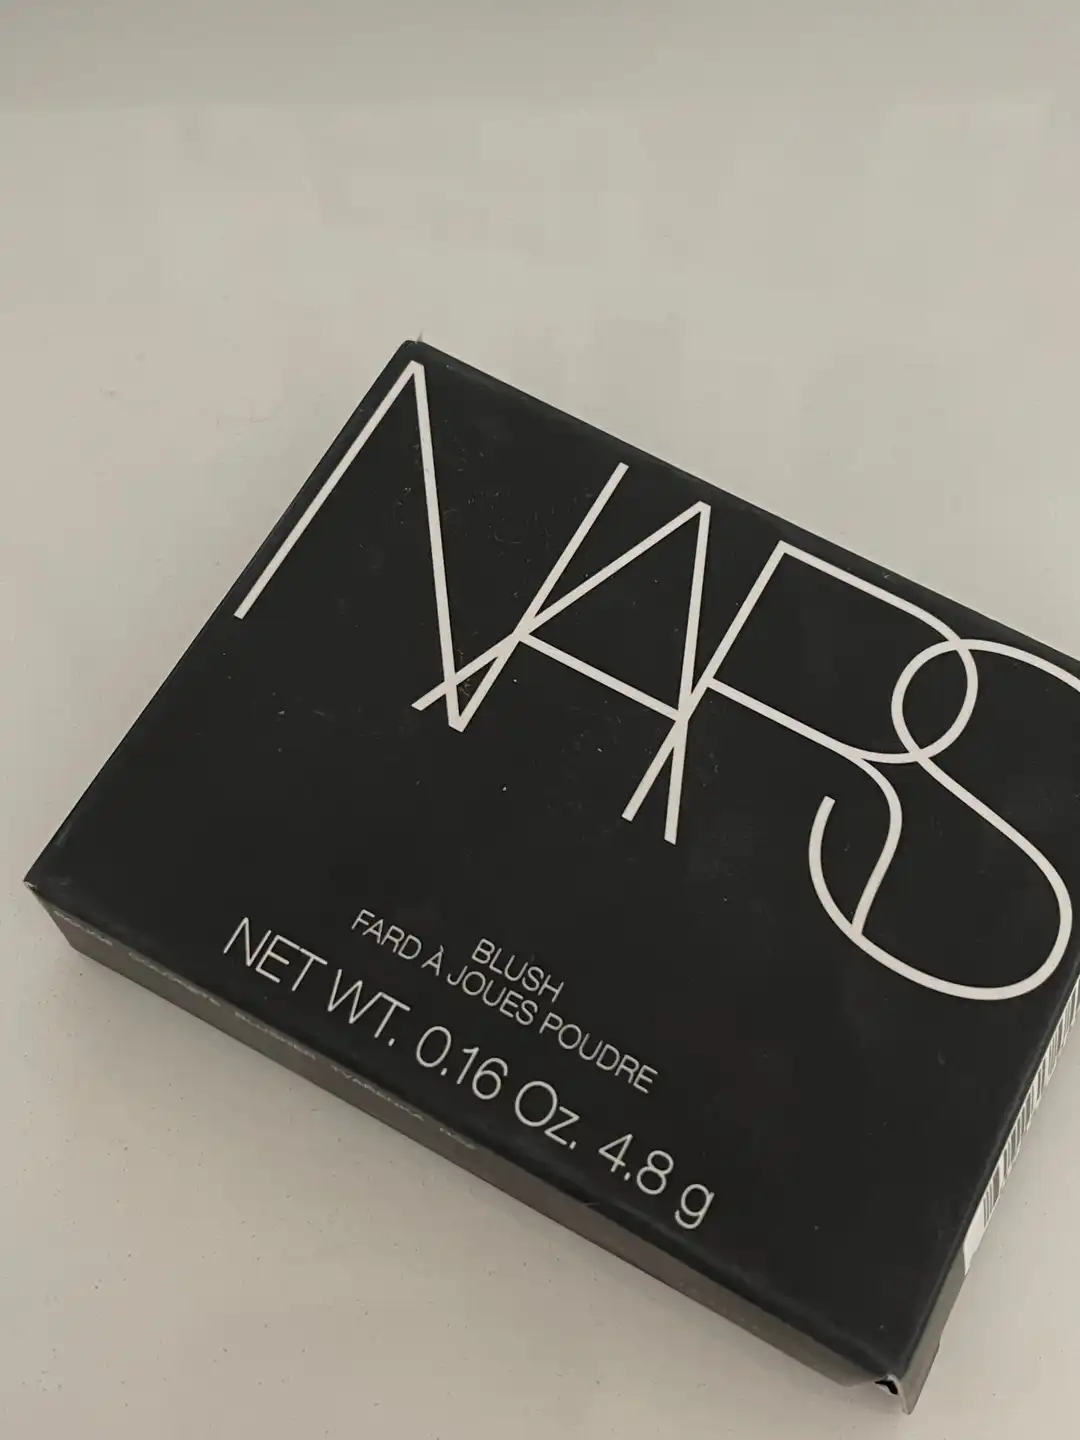 NARS
BLUSH
FARD À JOUES POUDRE
NET WT. 0.16 Oz. 4.8 g